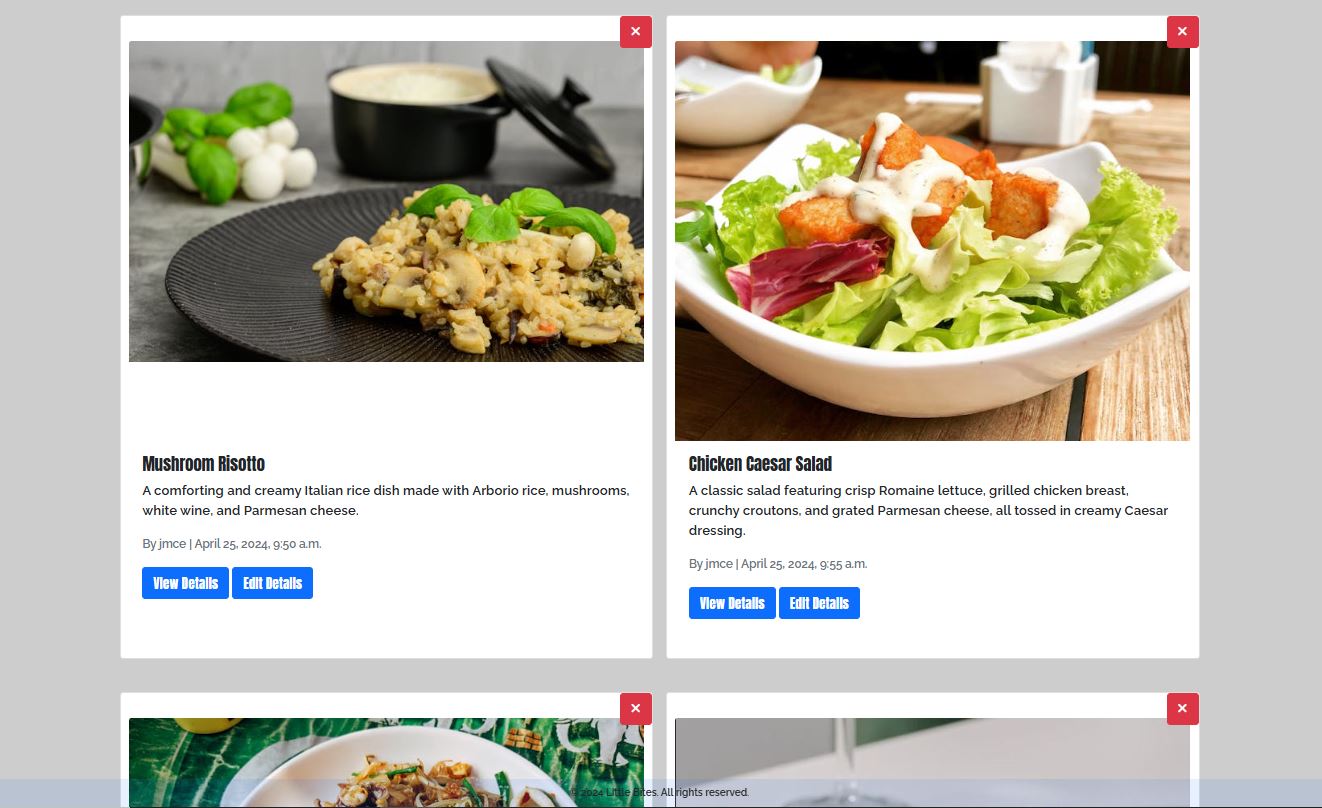 ×
×
Mushroom Risotto
A comforting and creamy Italian rice dish made with Arborio rice, mushrooms,
white wine, and Parmesan cheese.
By jmce | April 25, 2024, 9:50 a.m.
View Details Edit Details
Chicken Caesar Salad
A classic salad featuring crisp Romaine lettuce, grilled chicken breast,
crunchy croutons, and grated Parmesan cheese, all tossed in creamy Caesar
dressing.
By jmce | April 25, 2024, 9:55 a.m.
View Details Edit Details
×
×
© 2024 Little Bites. All rights reserved.